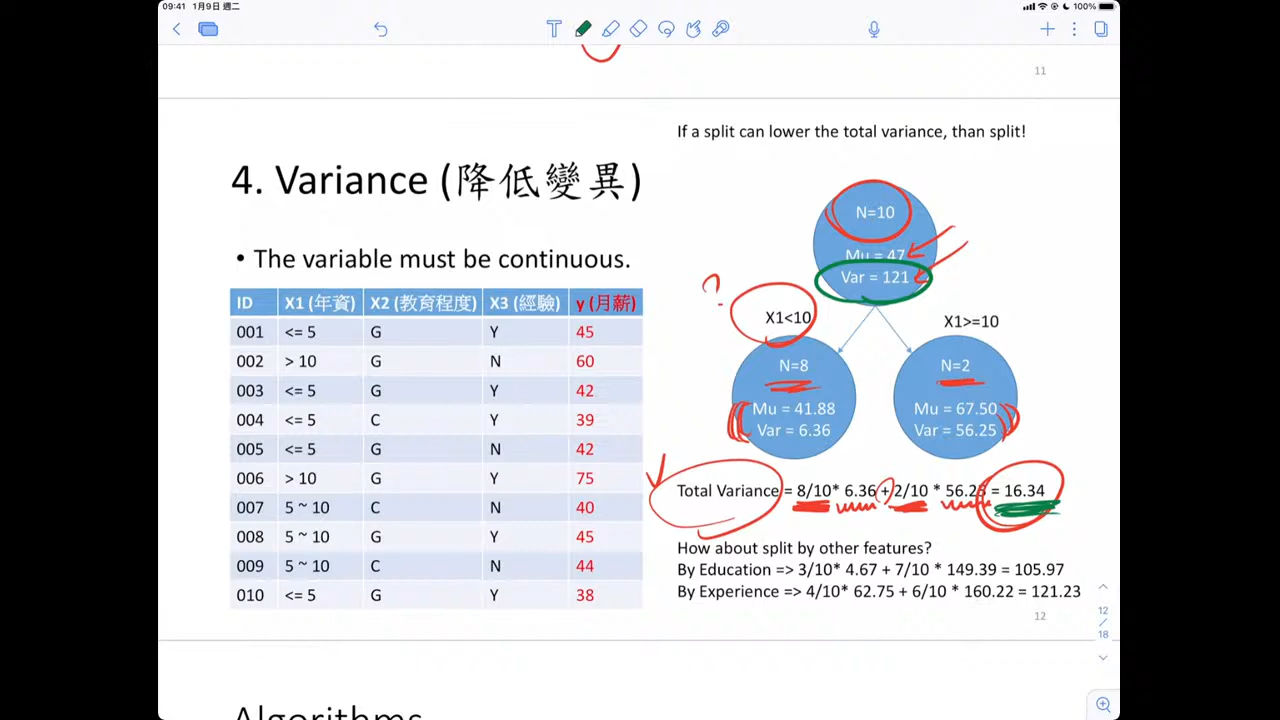 09:41 1月9日 週二
100%
11
4. Variance (降低變異)
• The variable must be continuous.
ID X1 (年資) X2 (教育程度) X3 (經驗) y (月薪)
001 <= 5 G Y 45
002 > 10 G N 60
003 <= 5 G Y 42
004 <= 5 C Y 39
005 <= 5 G N 42
006 > 10 G Y 75
007 5 ~ 10 C N 40
008 5 ~ 10 G Y 45
009 5 ~ 10 C N 44
010 <= 5 G Y 38
If a split can lower the total variance, than split!
N=10
Mu = 47
Var = 121
?
X1<10
X1>=10
N=8
Mu = 41.88
Var = 6.36
N=2
Mu = 67.50
Var = 56.25
Total Variance = 8/10* 6.36 + 2/10 * 56.25 = 16.34
How about split by other features?
By Education => 3/10* 4.67 + 7/10 * 149.39 = 105.97
By Experience => 4/10* 62.75 + 6/10 * 160.22 = 121.23
12
12
/
18
Algorithms